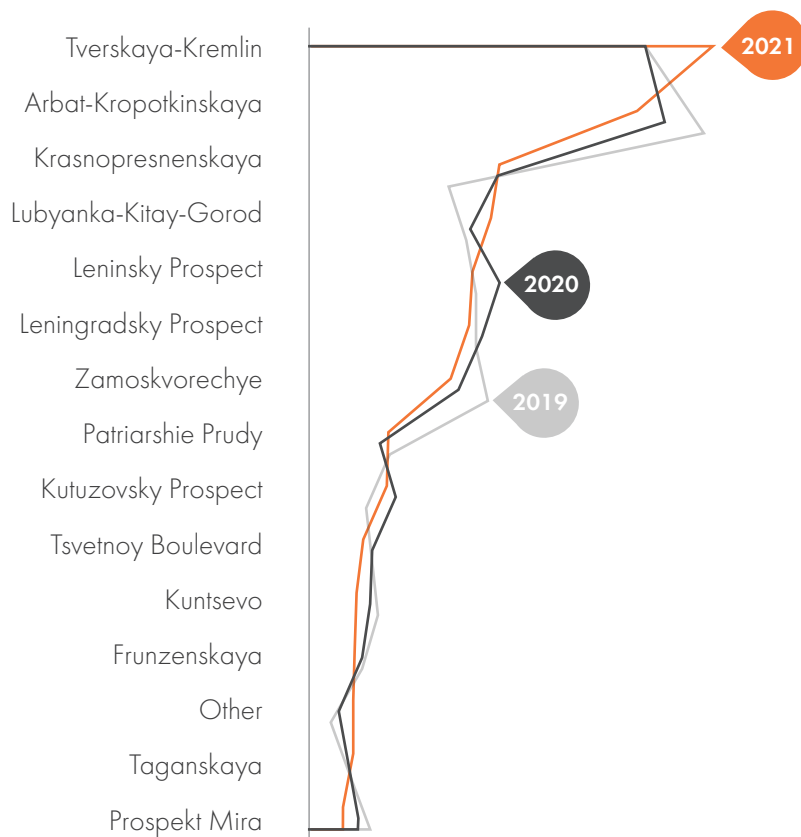 Tverskaya-Kremlin
2021
Arbat-Kropotkinskaya
Krasnopresnenskaya
Lubyanka-Kitay-Gorod
Leninsky Prospect
2020
Leningradsky Prospect
Zamoskvorechye
2019
Patriarshie Prudy
Kutuzovsky Prospect
Tsvetnoy Boulevard
Kuntsevo
Frunzenskaya
Other
Taganskaya
Prospekt Mira